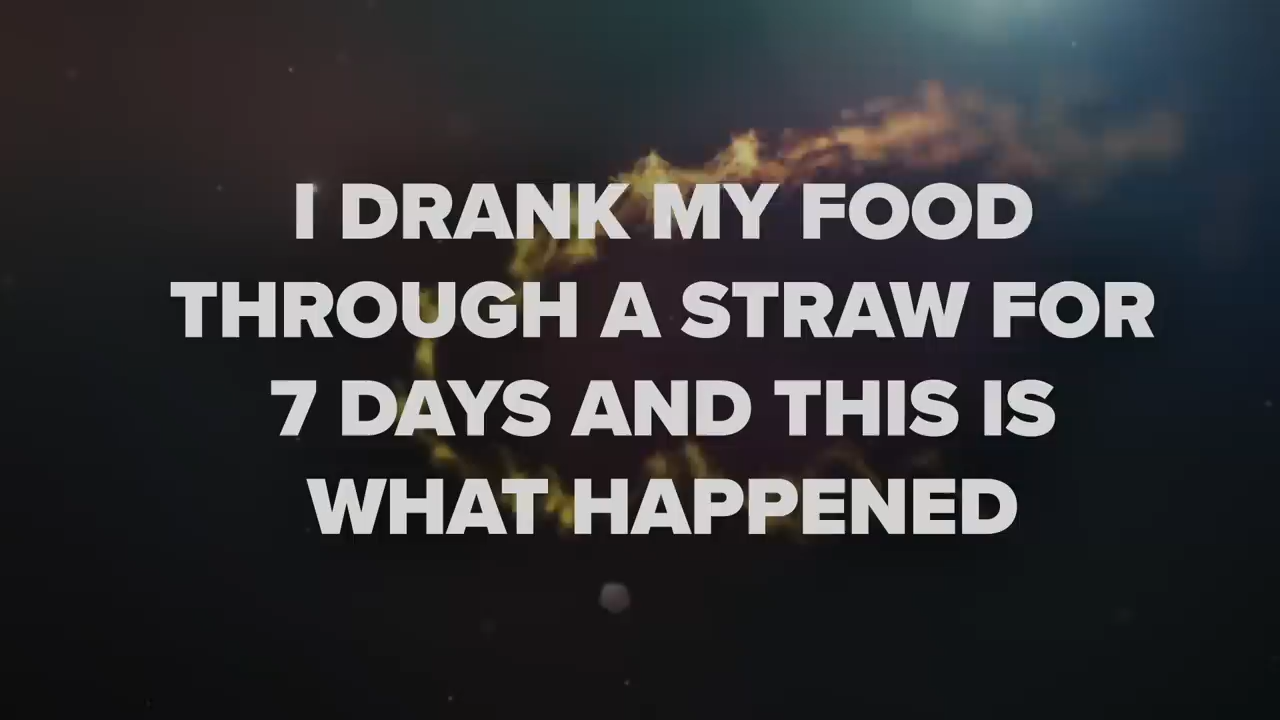 I DRANK MY FOOD
THROUGH A STRAW FOR
7 DAYS AND THIS IS
WHAT HAPPENED